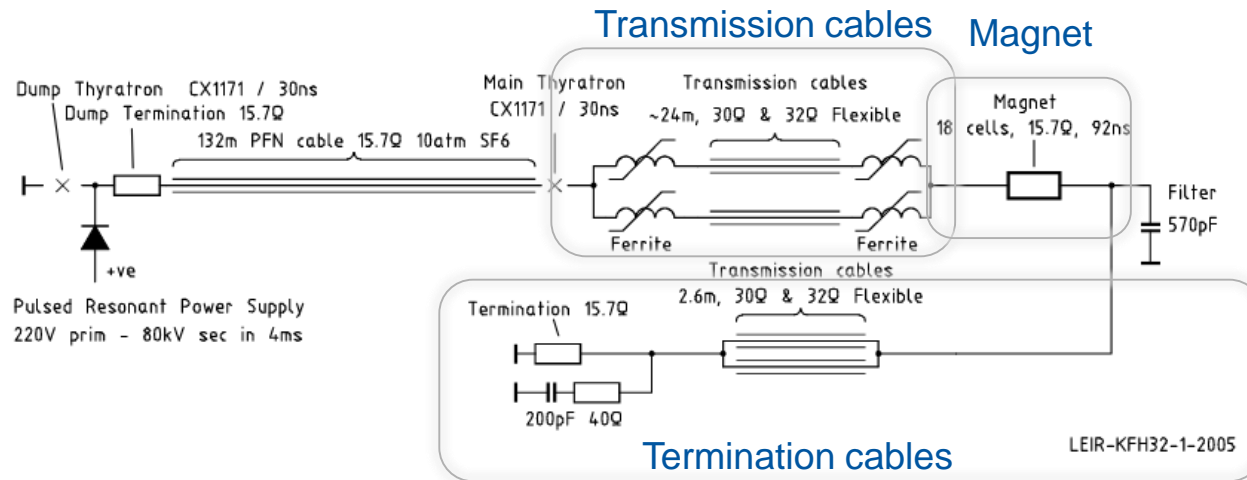 Transmission cables
Magnet
Dump Thyratron CX1171 / 30ns
Dump Termination 15.7Ω
132m PFN cable 15.7Ω 10atm SF6
Main Thyratron
CX1171 / 30ns
Transmission cables
~24m, 30Ω & 32Ω Flexible
Magnet
18 cells, 15.7Ω, 92ns
Filter
570pF
Ferrite
Ferrite
+ve
Pulsed Resonant Power Supply
220V prim - 80kV sec in 4ms
Transmission cables
2.6m, 30Ω & 32Ω Flexible
Termination 15.7Ω
200pF 40Ω
LEIR-KFH32-1-2005
Termination cables